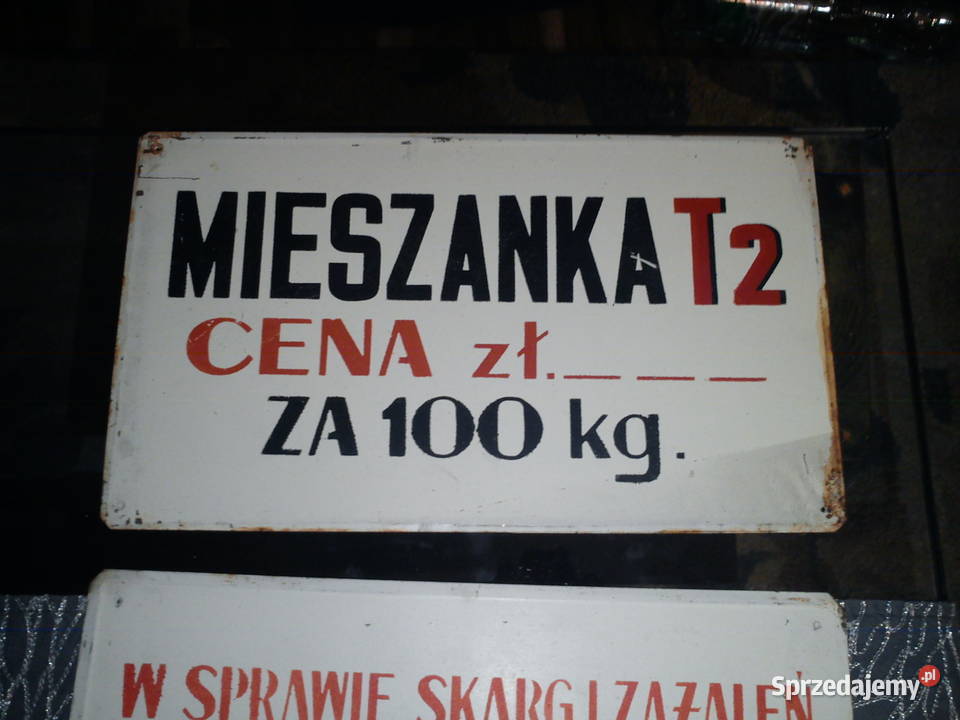 MIESZANKA T2
CENA zł. _ _ _
ZA 100 kg.
W SPRAWIE SKARG I ZAŻALEŃ
Sprzedajemy.pl